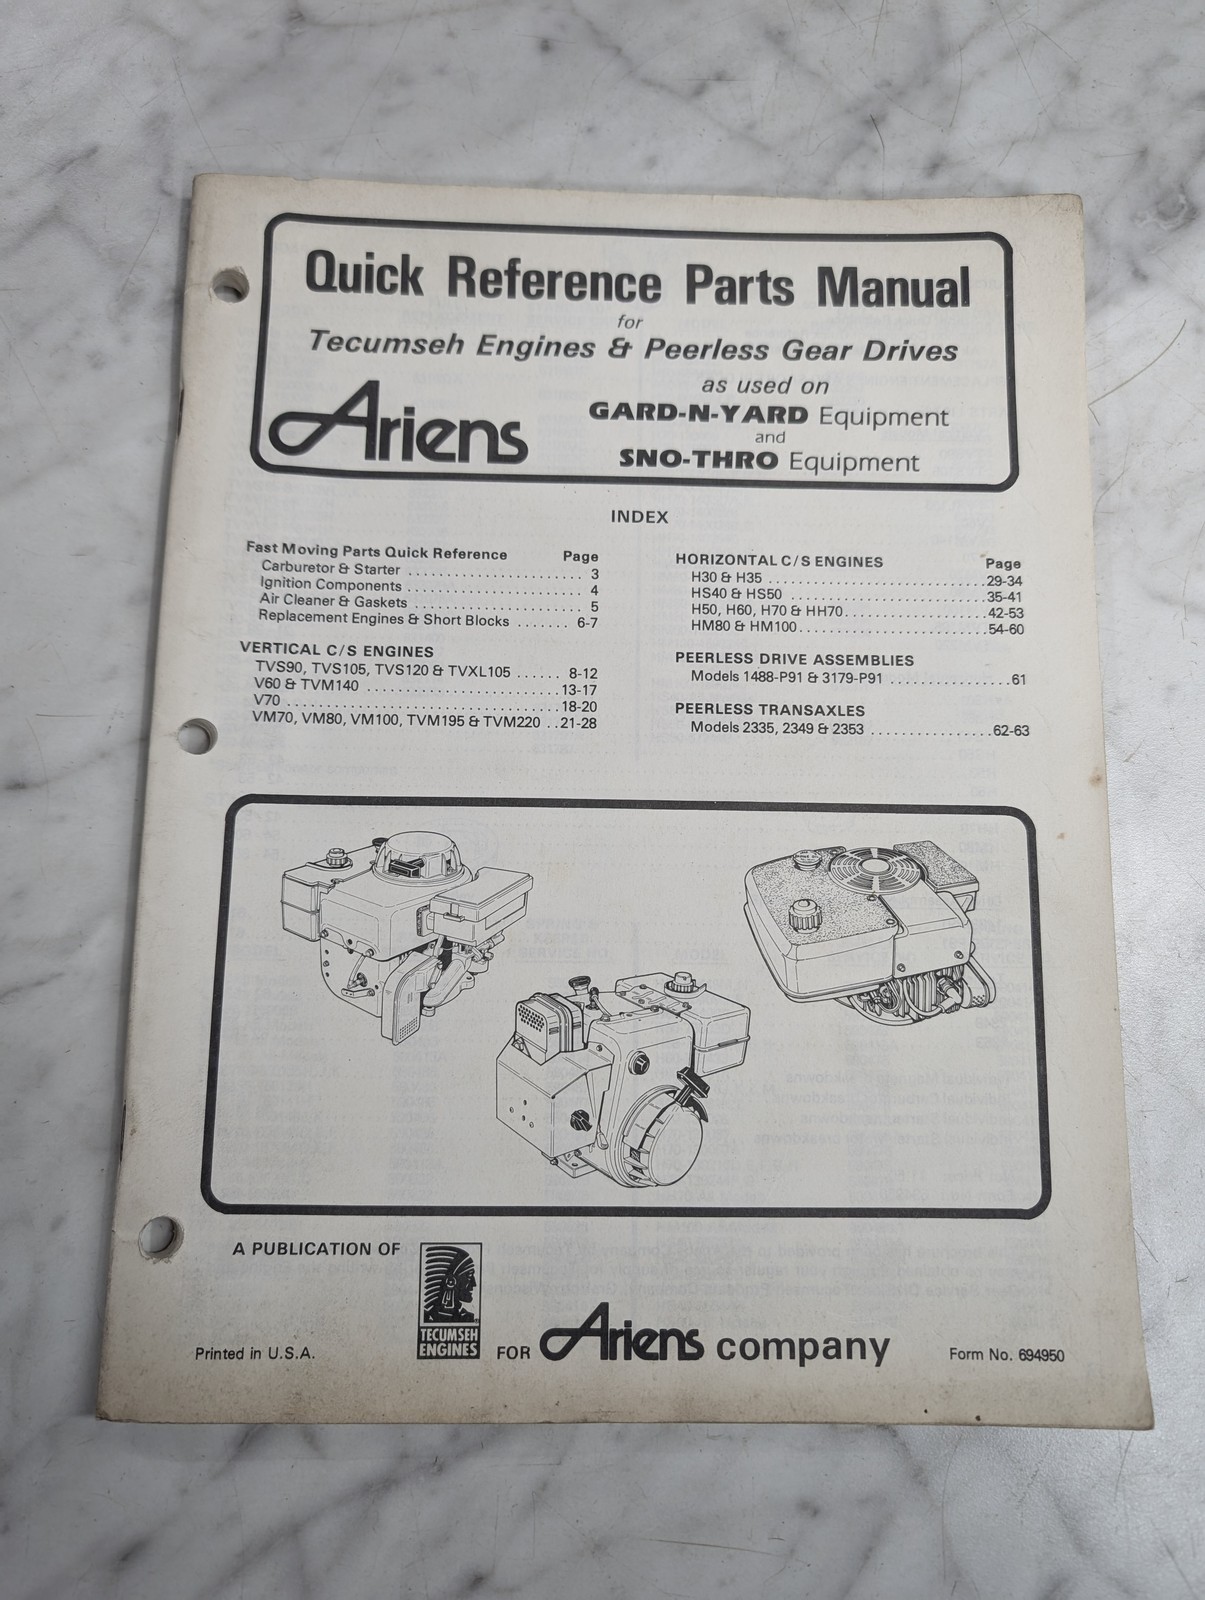 Quick Reference Parts Manual
for
Tecumseh Engines & Peerless Gear Drives
as used on
GARD-N-YARD Equipment
and
SNO-THRO Equipment
Ariens
INDEX
Fast Moving Parts Quick Reference Page
Carburetor & Starter ........................ 3
Ignition Components ........................ 4
Air Cleaner & Gaskets ....................... 5
Replacement Engines & Short Blocks ....... 6-7
VERTICAL C/S ENGINES
TVS90, TVS105, TVS120 & TVXL105 ...... 8-12
V60 & TVM140 .......................... 13-17
V70 ..................................... 18-20
VM70, VM80, VM100, TVM195 & TVM220 .. 21-28
HORIZONTAL C/S ENGINES Page
H30 & H35 ............................. 29-34
HS40 & HS50 .......................... 35-41
H50, H60, H70 & HH70 .................. 42-53
HM80 & HM100 ......................... 54-60
PEERLESS DRIVE ASSEMBLIES
Models 1488-P91 & 3179-P91 ................ 61
PEERLESS TRANSAXLES
Models 2335, 2349 & 2353 ................ 62-63
A PUBLICATION OF
TECUMSEH
ENGINES
FOR Ariens company
Printed in U.S.A.
Form No. 694950